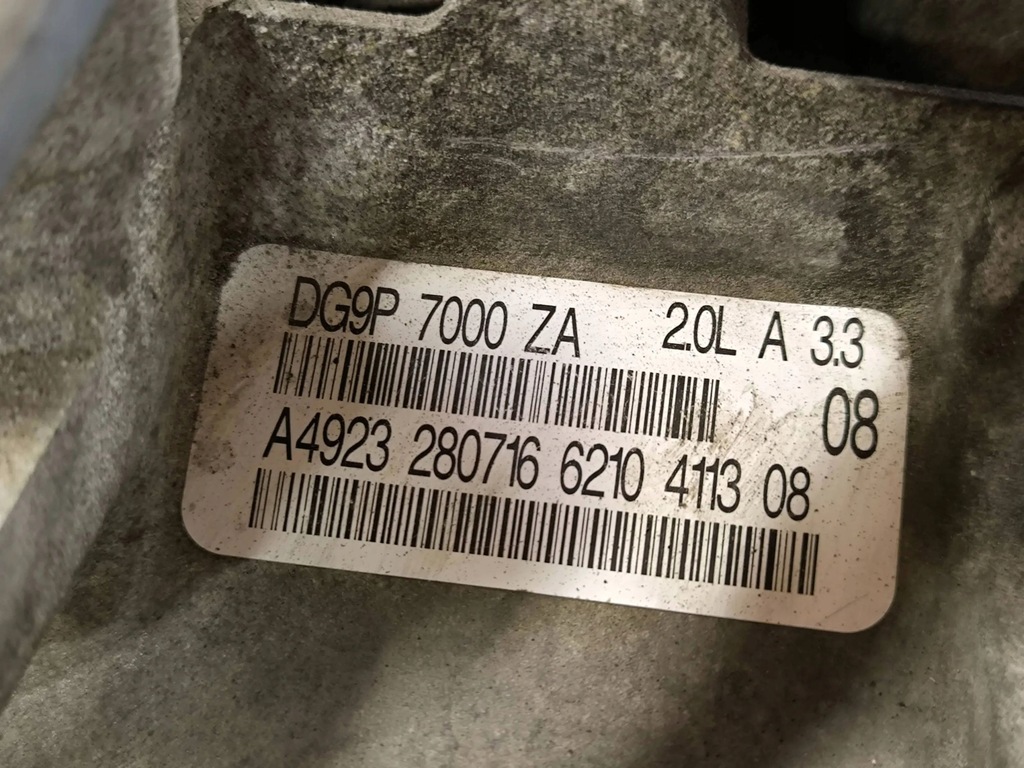 DG9P 7000 ZA 2.0L A 3.3
08
A4923 280716 6210 4113 08